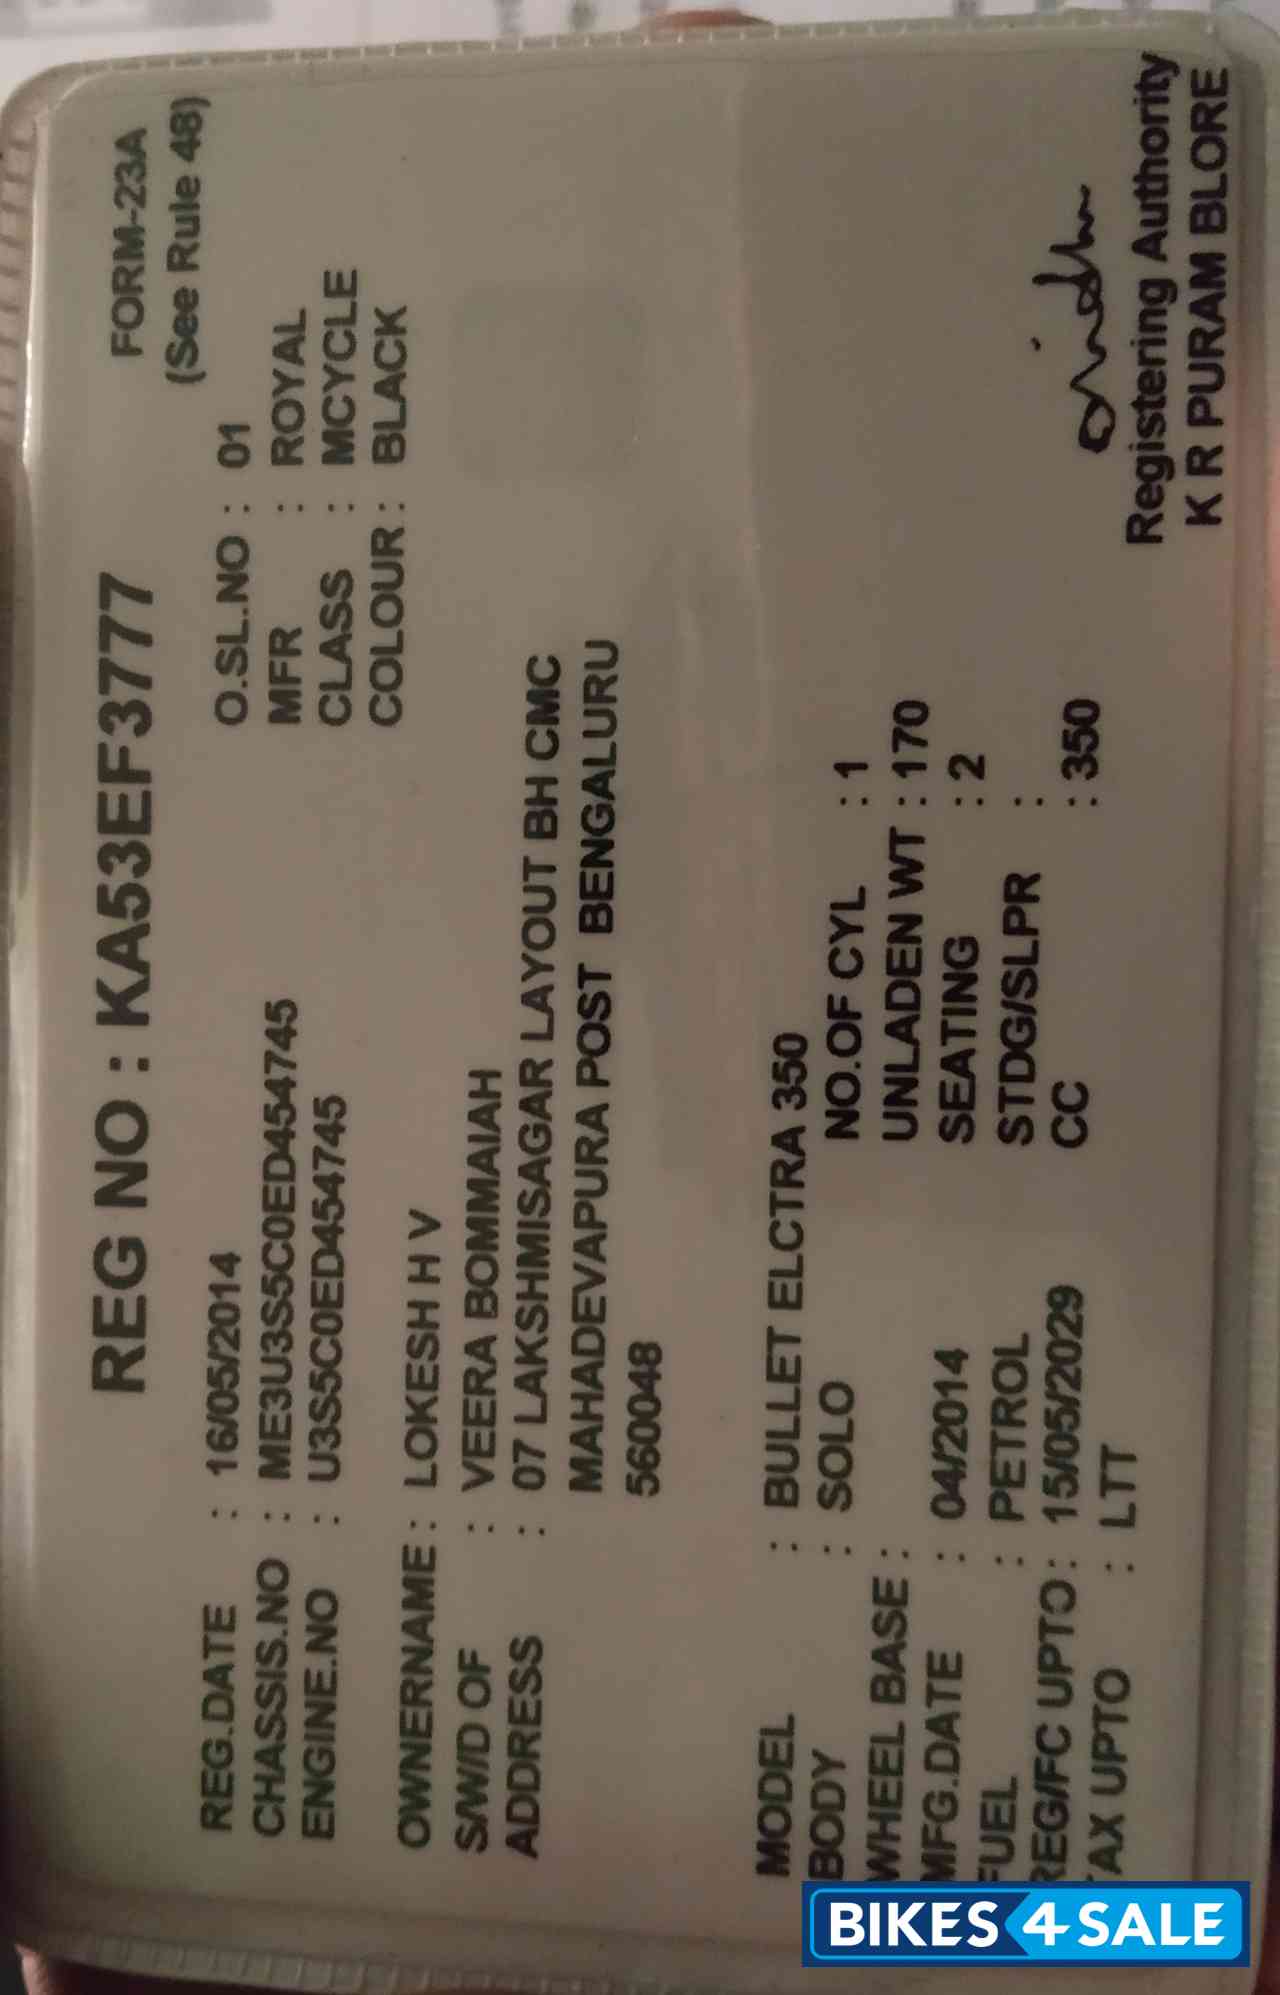 FORM-23A
(See Rule 48)
REG NO : KA53EF3777
REG.DATE : 16/05/2014 O.SL.NO : 01
CHASSIS.NO : ME3U3S5C0ED454745 MFR : ROYAL
ENGINE.NO : U3S5C0ED454745 CLASS : MCYCLE
COLOUR : BLACK
OWNERNAME : LOKESH H V
S/W/D OF : VEERA BOMMAIAH
ADDRESS : 07 LAKSHMISAGAR LAYOUT BH CMC
MAHADEVAPURA POST BENGALURU
560048
MODEL : BULLET ELCTRA 350
BODY : SOLO NO.OF CYL : 1
WHEEL BASE : UNLADEN WT : 170
MFG.DATE : 04/2014 SEATING : 2
FUEL : PETROL STDG/SLPR :
REG/FC UPTO : 15/05/2029 CC : 350
TAX UPTO : LTT
Registering Authority
K R PURAM BLORE
BIKES4SALE